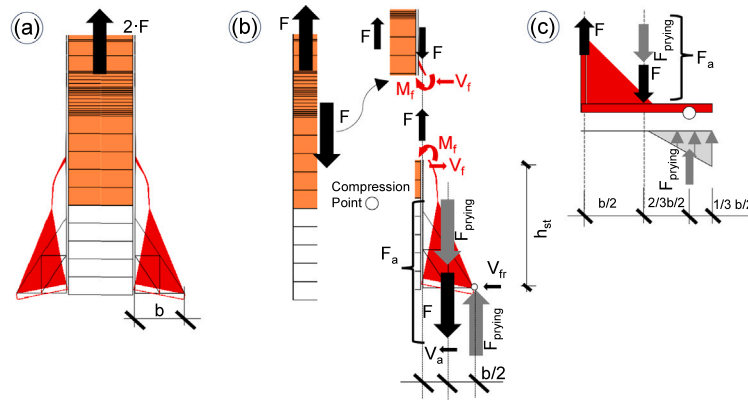 (a)
2·F
b
(b)
F
F
F
F
M_f
V_f
F
M_f
V_f
Compression
Point
F_prying
h_st
F_a
V_fr
F
F_prying
V_a
b/2
(c)
F
F_prying
F
F_a
F_prying
b/2
2/3b/2
1/3 b/2